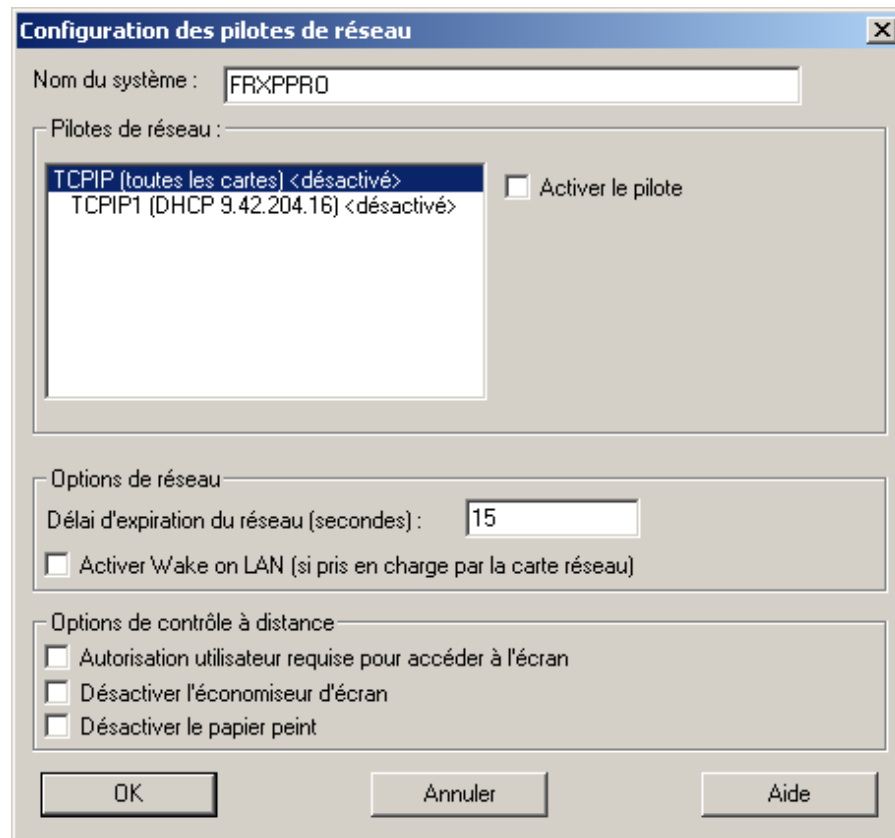 Configuration des pilotes de réseau
Nom du système : FRXPPRO
Pilotes de réseau :
TCPIP (toutes les cartes) <désactivé>
TCPIP1 (DHCP 9.42.204.16) <désactivé>
Activer le pilote
Options de réseau
Délai d'expiration du réseau (secondes) : 15
Activer Wake on LAN (si pris en charge par la carte réseau)
Options de contrôle à distance
Autorisation utilisateur requise pour accéder à l'écran
Désactiver l'économiseur d'écran
Désactiver le papier peint
OK Annuler Aide